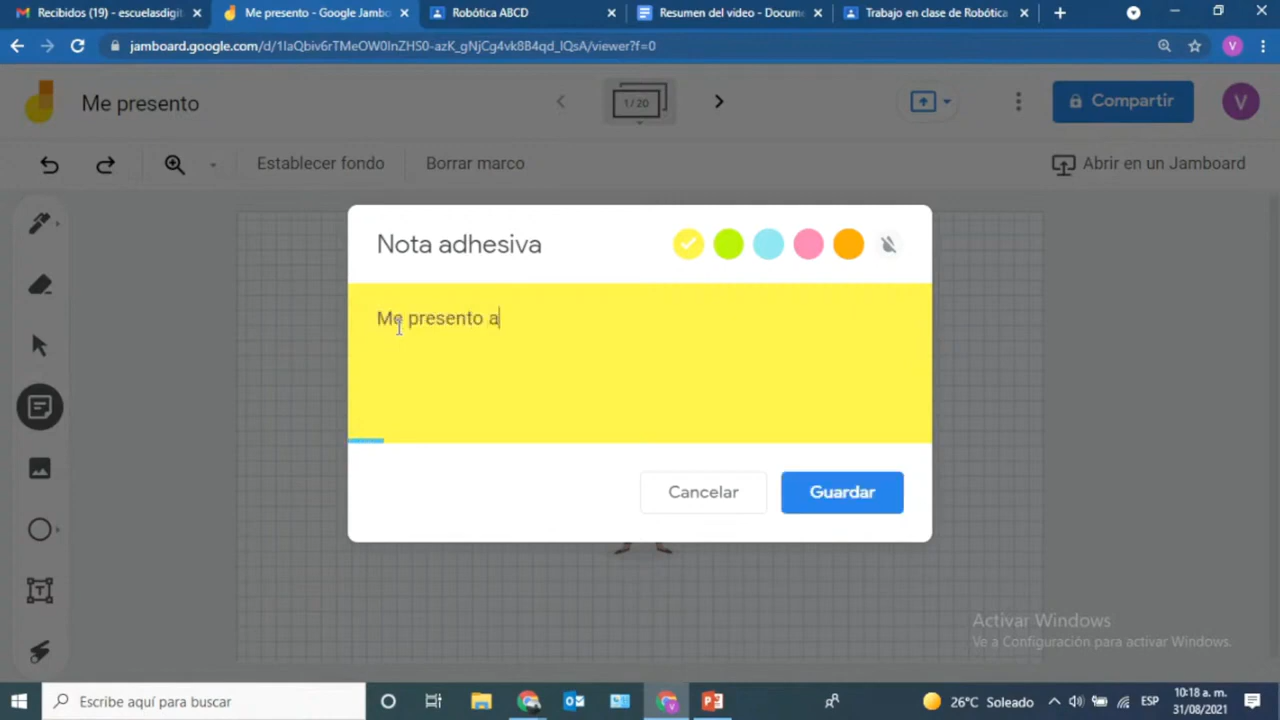 Recibidos (19) - escuelasdigit
Me presento - Google Jambo
Robótica ABCD
Resumen del video - Docume
Trabajo en clase de Robótica
jamboard.google.com/d/1IaQbiv6rTMeOW0InZHS0-azK_gNjCg4vk8B4qd_IQsA/viewer?f=0
V
Me presento
1/20
Compartir
V
Establecer fondo
Borrar marco
Abrir en un Jamboard
Nota adhesiva
Me presento a
Cancelar
Guardar
Activar Windows
Ve a Configuración para activar Windows.
Escribe aquí para buscar
26°C Soleado
ESP
10:18 a. m.
31/08/2021